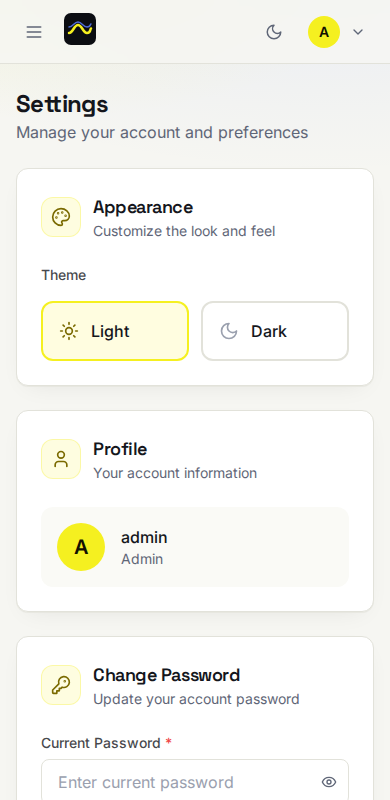 A
Settings
Manage your account and preferences
Appearance
Customize the look and feel
Theme
Light
Dark
Profile
Your account information
A
admin
Admin
Change Password
Update your account password
Current Password *
Enter current password